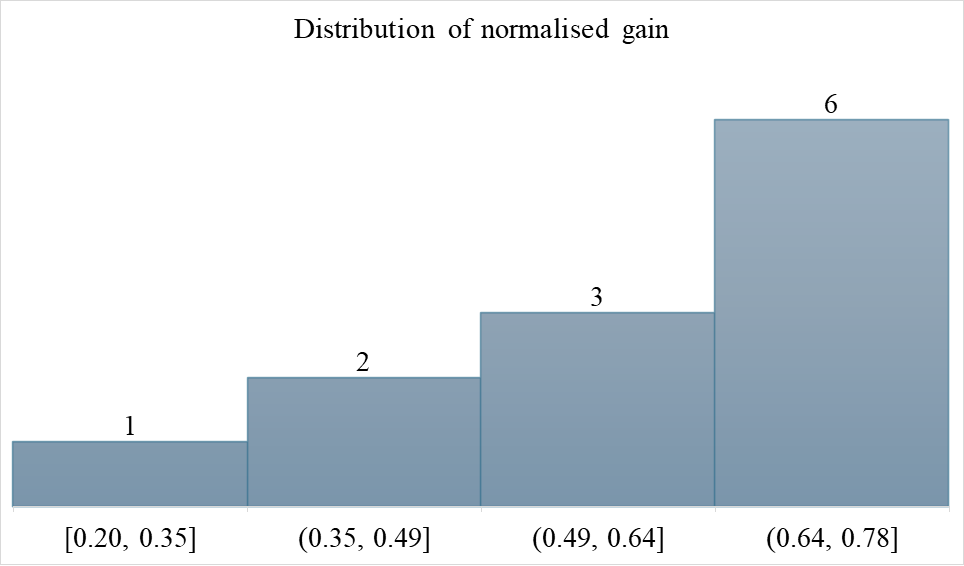 Distribution of normalised gain
6
3
2
1
[0.20, 0.35] (0.35, 0.49] (0.49, 0.64] (0.64, 0.78]